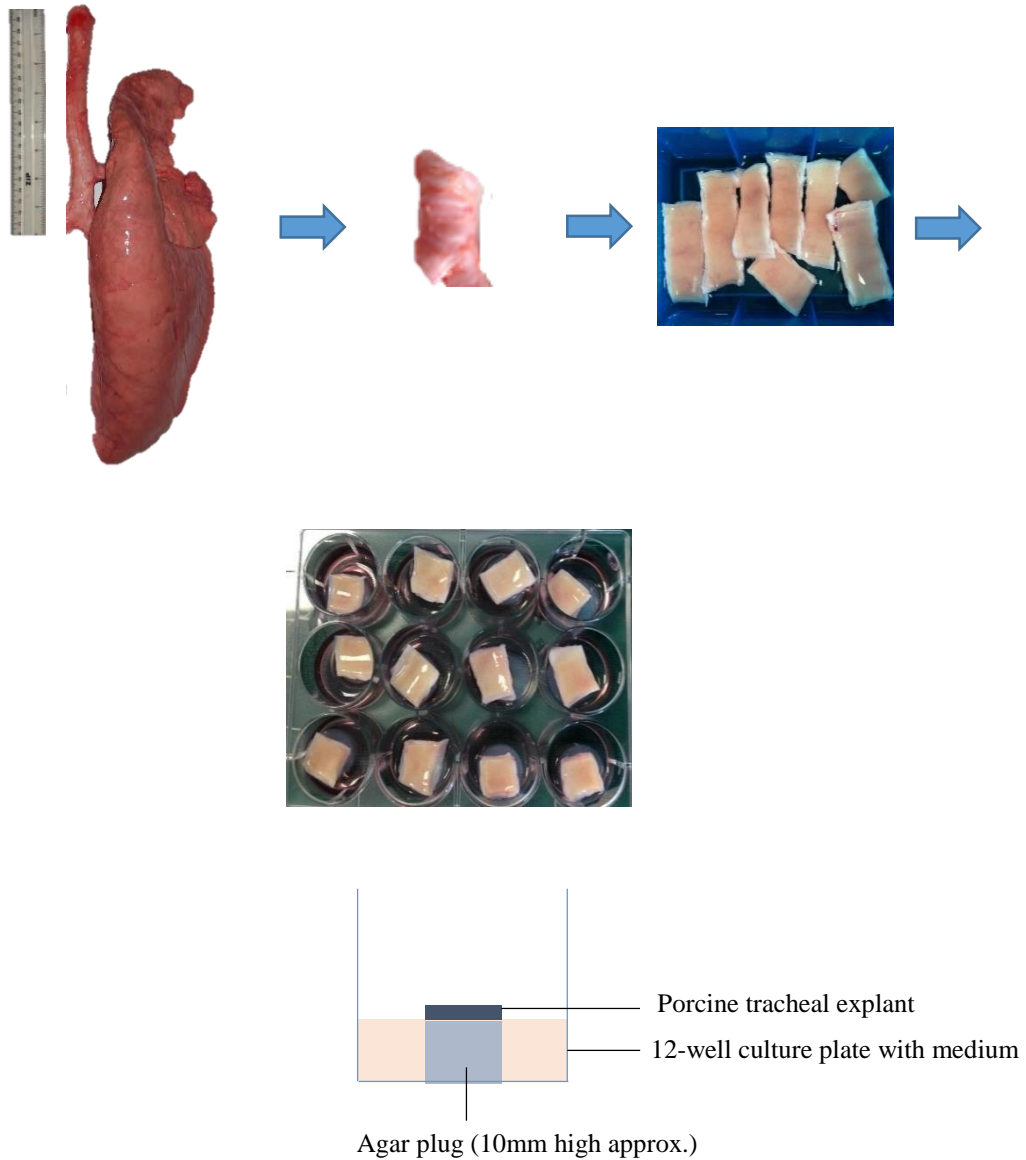 Porcine tracheal explant
12-well culture plate with medium
Agar plug (10mm high approx.)